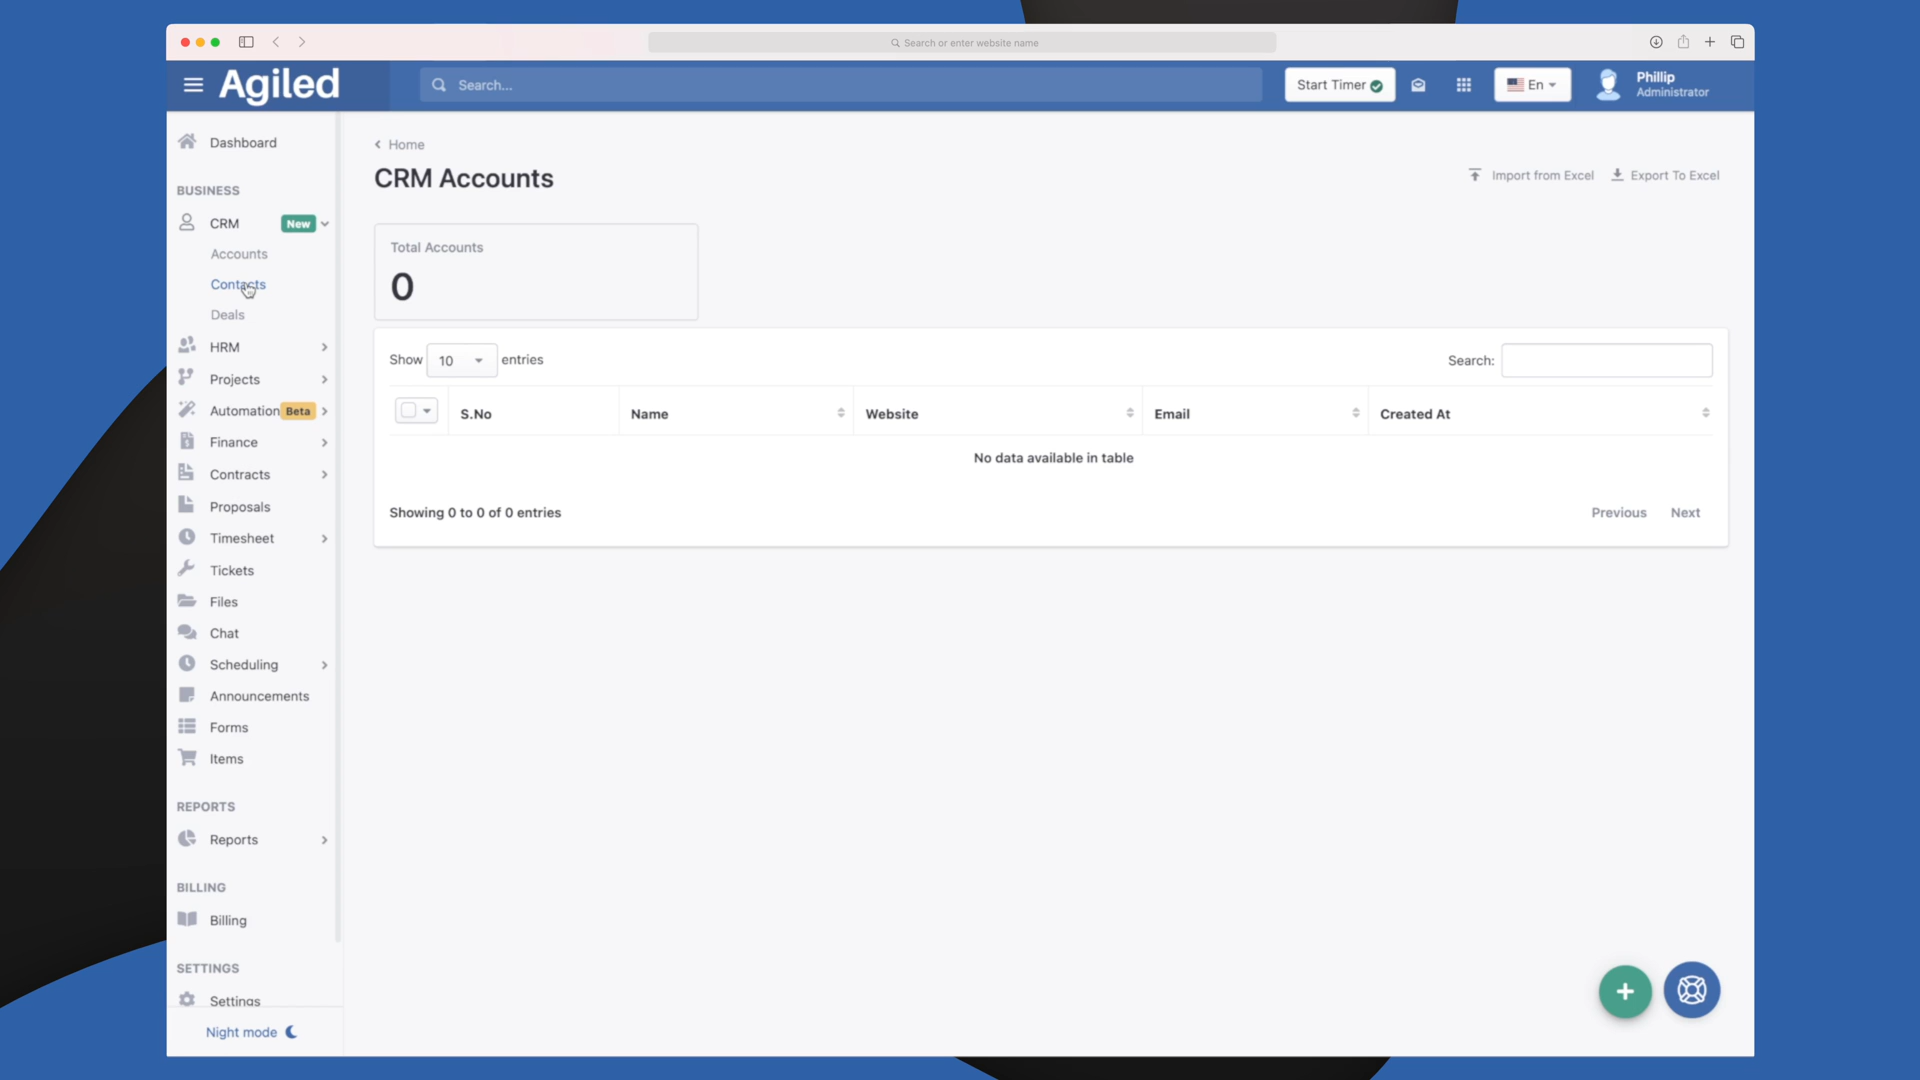 Search or enter website name
Agiled
Search...
Start Timer
En
Phillip
Administrator
Dashboard
BUSINESS
CRM New
Accounts
Contacts
Deals
HRM
Projects
Automation Beta
Finance
Contracts
Proposals
Timesheet
Tickets
Files
Chat
Scheduling
Announcements
Forms
Items
REPORTS
Reports
BILLING
Billing
SETTINGS
Settings
Night mode
Home
CRM Accounts
Import from Excel
Export To Excel
Total Accounts
0
Show 10 entries
Search:
S.No Name Website Email Created At
No data available in table
Showing 0 to 0 of 0 entries
Previous Next